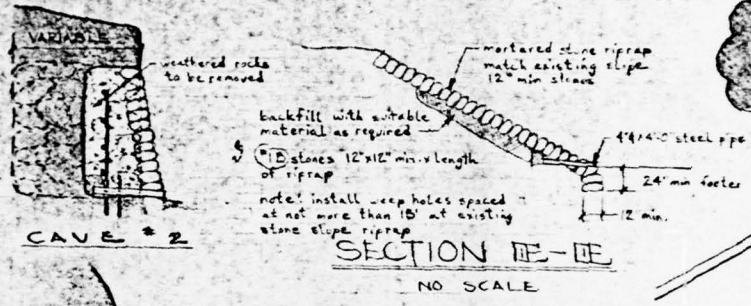 VARIABLE
weathered rocks
to be removed
CAVE #2
mortared stone riprap
match existing slope
12" min stones
backfill with suitable
material as required
stones 12"x12" min. x length
of riprap
note: install weep holes spaced
at not more than 15' at existing
stone slope riprap
steel pipe
24" min footer
12" min.
SECTION
NO SCALE